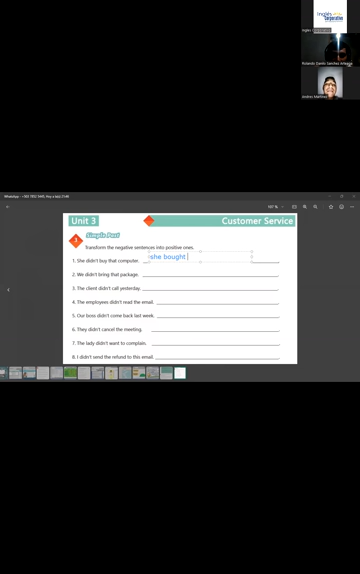 Inglés
Corporativo
Rolando Danilo Sanchez
Andres Martinez
Unit 3
Customer Service
Simple Past
Transform the negative sentences into positive ones.
1. She didn't buy that computer.
she bought
2. We didn't bring that package.
3. The client didn't call yesterday.
4. The employees didn't read the email.
5. Our boss didn't come back last week.
6. They didn't cancel the meeting.
7. The lady didn't want to complain.
8. I didn't send the refund to this email.